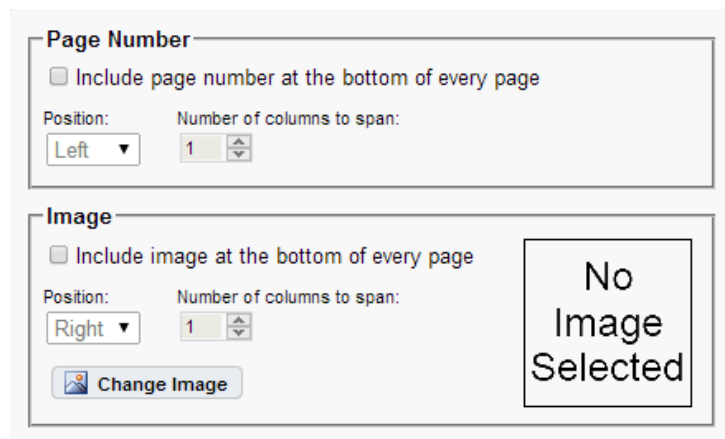 Page Number
Include page number at the bottom of every page
Position: Number of columns to span:
Left 1
Image
Include image at the bottom of every page
Position: Number of columns to span:
Right 1
Change Image
No
Image
Selected